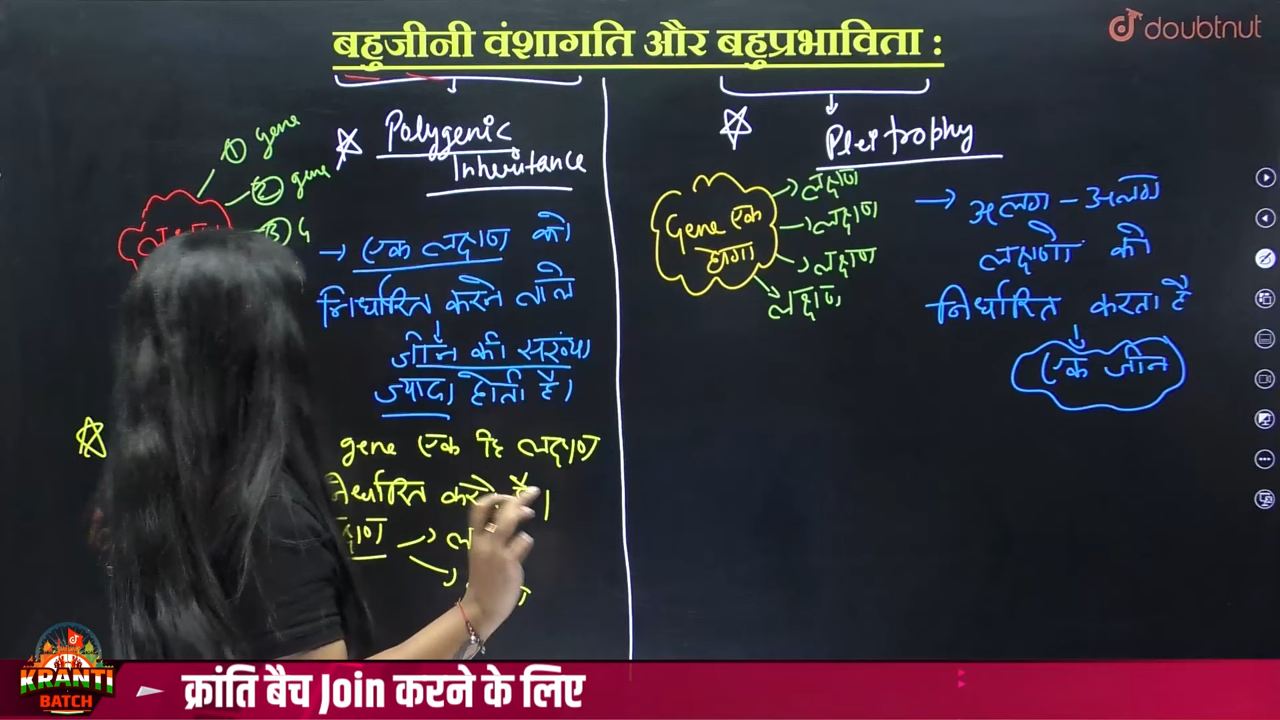 बहुजीनी वंशागति और बहुप्रभाविता :
doubtnut
① gene
② gene
③ G
Polygenic
Inheritance
→ एक लक्षण को
निर्धारित करने वाले
जीन की संख्या
ज्यादा होती है।
gene एक हि लक्षण
निर्धारित करते है।
Pleitrophy
Gene एक
होगा
लक्षण
लक्षण
लक्षण
लक्षण
→ अलग - अलग
लक्षणों को
निर्धारित करता है
एक जीन
KRANTI
BATCH
क्रांति बैच Join करने के लिए